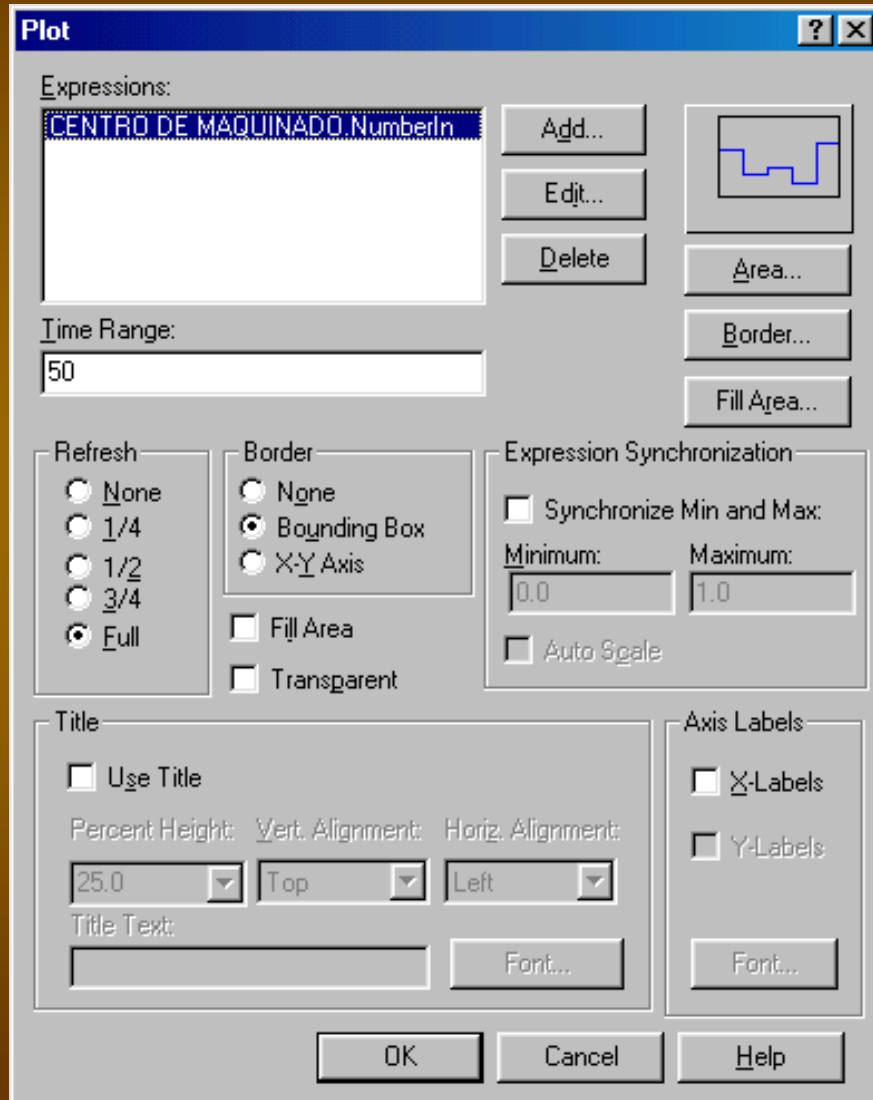 Plot
Expressions:
CENTRO DE MAQUINADO.NumberIn
Add...
Edit...
Delete
Area...
Border...
Fill Area...
Time Range:
50
Refresh
None
1/4
1/2
3/4
Full
Border
None
Bounding Box
X-Y Axis
Fill Area
Transparent
Expression Synchronization
Synchronize Min and Max:
Minimum: Maximum:
0.0 1.0
Auto Scale
Title
Use Title
Percent Height: Vert. Alignment: Horiz. Alignment:
25.0 Top Left
Title Text:
Font...
Axis Labels
X-Labels
Y-Labels
Font...
OK Cancel Help